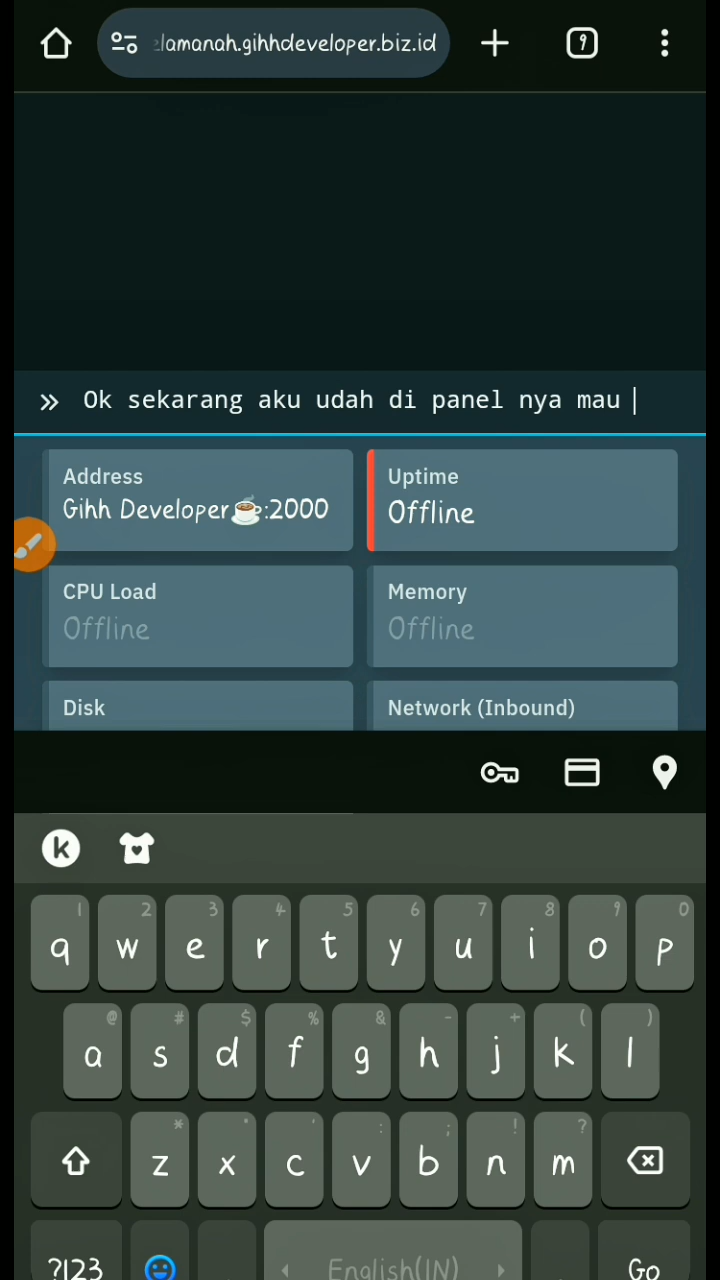 lamanah.gihhdeveloper.biz.id
9
» Ok sekarang aku udah di panel nya mau
Address
Gihh Developer☕:2000
Uptime
Offline
CPU Load
Offline
Memory
Offline
Disk
Network (Inbound)
k
1 2 3 4 5 6 7 8 9 0
q w e r t y u i o p
@ # $ % & - + ( )
a s d f g h j k l
* " ' : ; ! ?
z x c v b n m
?123
English(IN)
Go